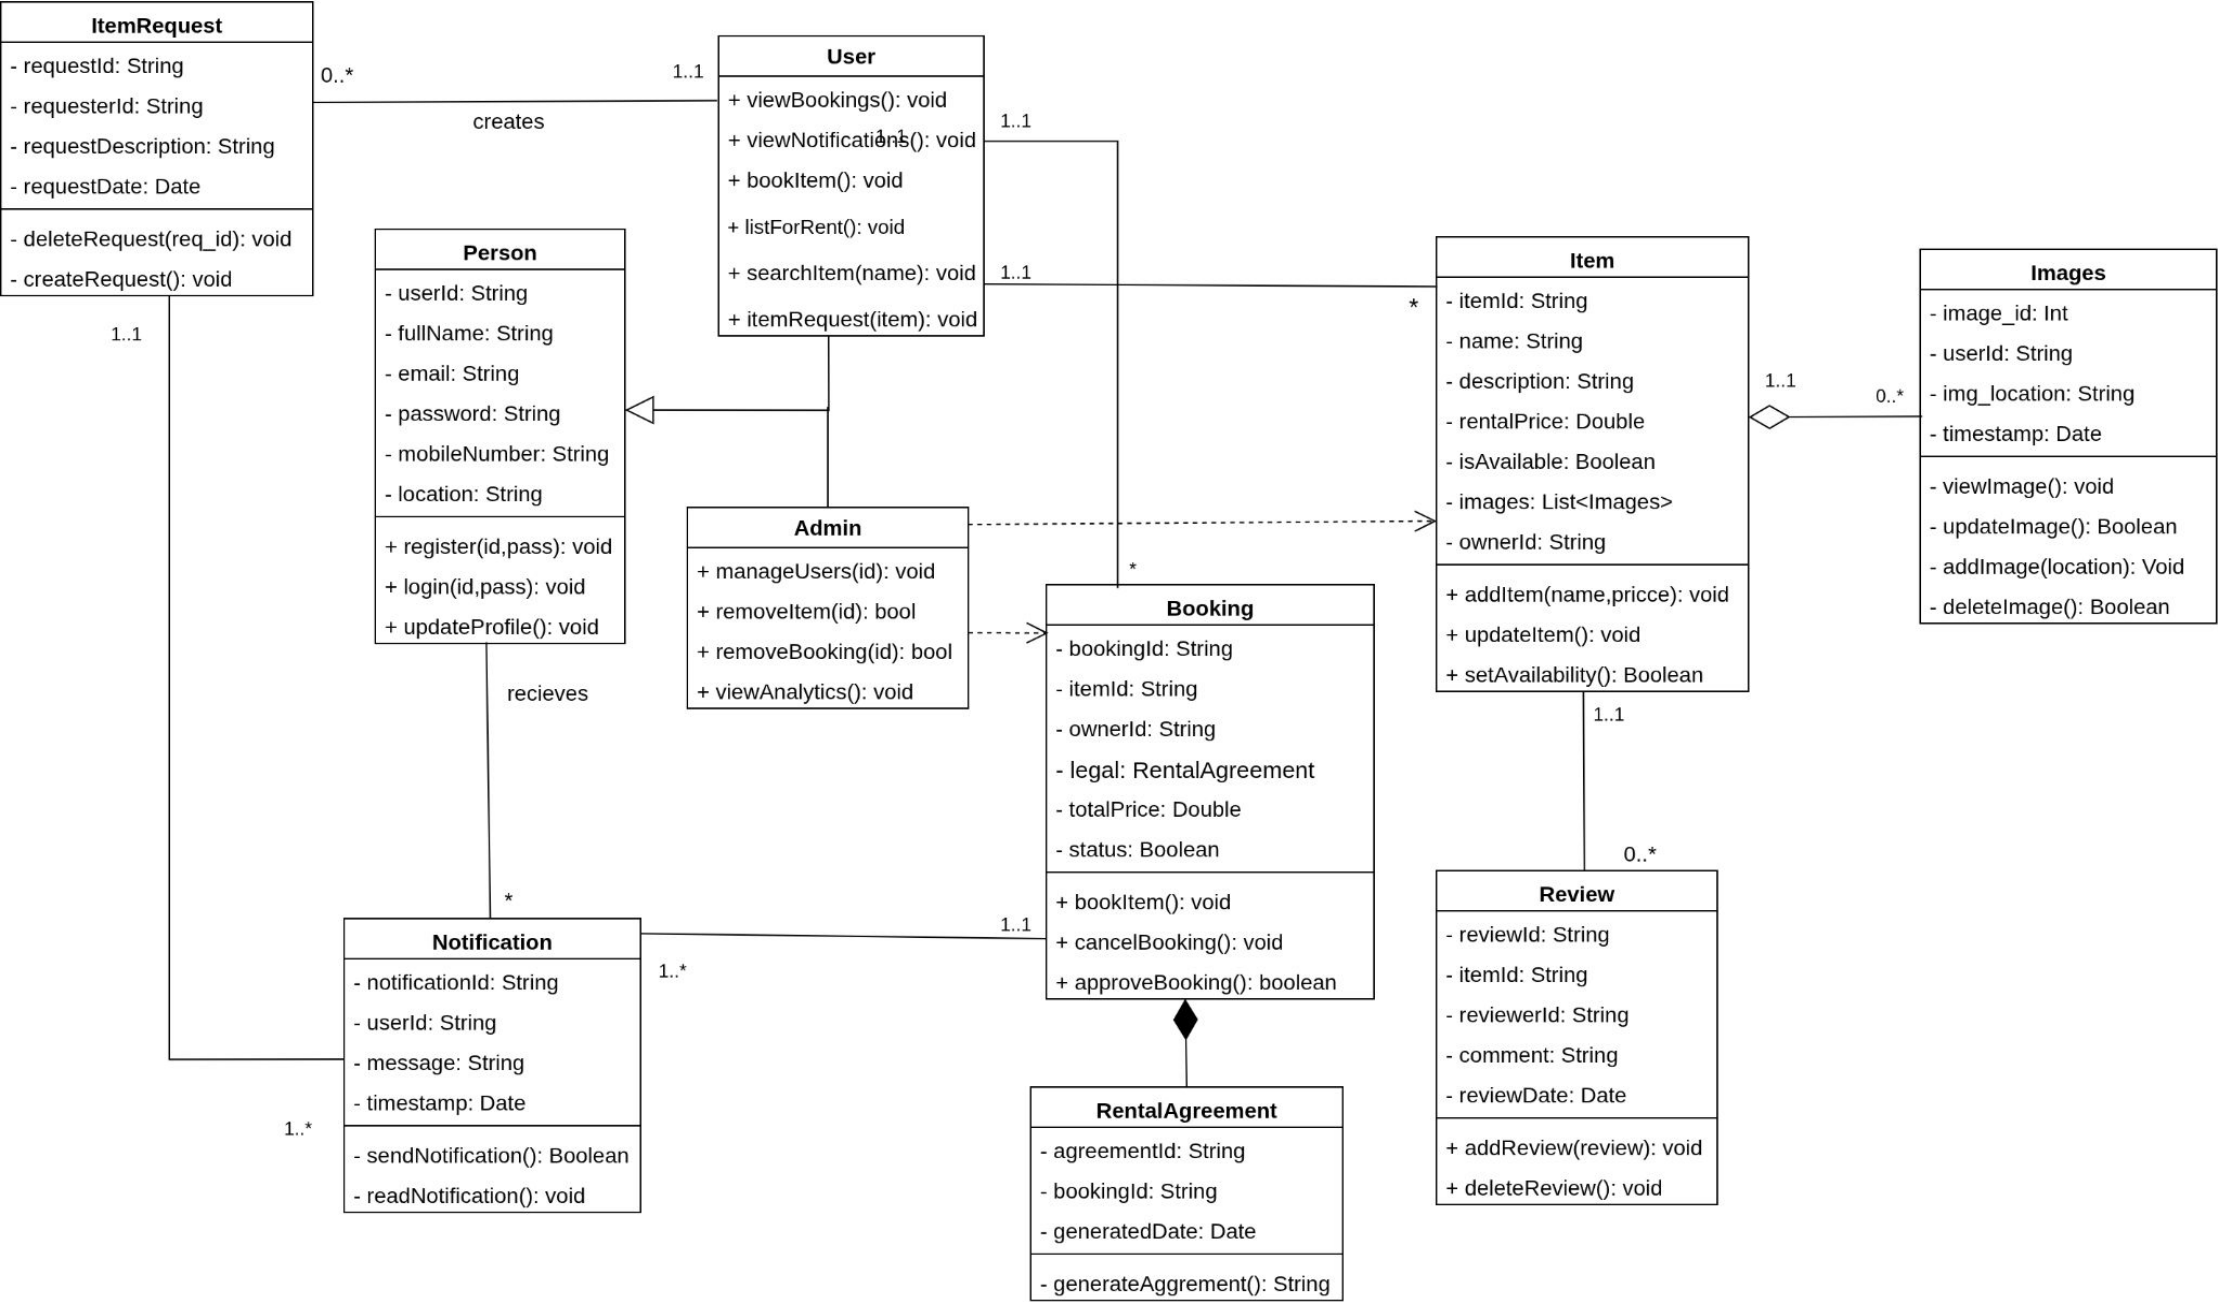 ItemRequest
- requestId: String
- requesterId: String
- requestDescription: String
- requestDate: Date
- deleteRequest(req_id): void
- createRequest(): void
0..*
1..1
creates
User
+ viewBookings(): void
+ viewNotifications(): void
1..1
+ bookItem(): void
+ listForRent(): void
+ searchItem(name): void
+ itemRequest(item): void
1..1
1..1
*
Person
- userId: String
- fullName: String
- email: String
- password: String
- mobileNumber: String
- location: String
+ register(id,pass): void
+ login(id,pass): void
+ updateProfile(): void
1..1
recieves
*
Admin
+ manageUsers(id): void
+ removeItem(id): bool
+ removeBooking(id): bool
+ viewAnalytics(): void
Item
- itemId: String
- name: String
- description: String
- rentalPrice: Double
- isAvailable: Boolean
- images: List<Images>
- ownerId: String
+ addItem(name,pricce): void
+ updateItem(): void
+ setAvailability(): Boolean
1..1
0..*
Images
- image_id: Int
- userId: String
- img_location: String
- timestamp: Date
- viewImage(): void
- updateImage(): Boolean
- addImage(location): Void
- deleteImage(): Boolean
*
Booking
- bookingId: String
- itemId: String
- ownerId: String
- legal: RentalAgreement
- totalPrice: Double
- status: Boolean
+ bookItem(): void
+ cancelBooking(): void
+ approveBooking(): boolean
1..1
0..*
Notification
- notificationId: String
- userId: String
- message: String
- timestamp: Date
- sendNotification(): Boolean
- readNotification(): void
1..*
1..1
1..*
RentalAgreement
- agreementId: String
- bookingId: String
- generatedDate: Date
- generateAggrement(): String
Review
- reviewId: String
- itemId: String
- reviewerId: String
- comment: String
- reviewDate: Date
+ addReview(review): void
+ deleteReview(): void